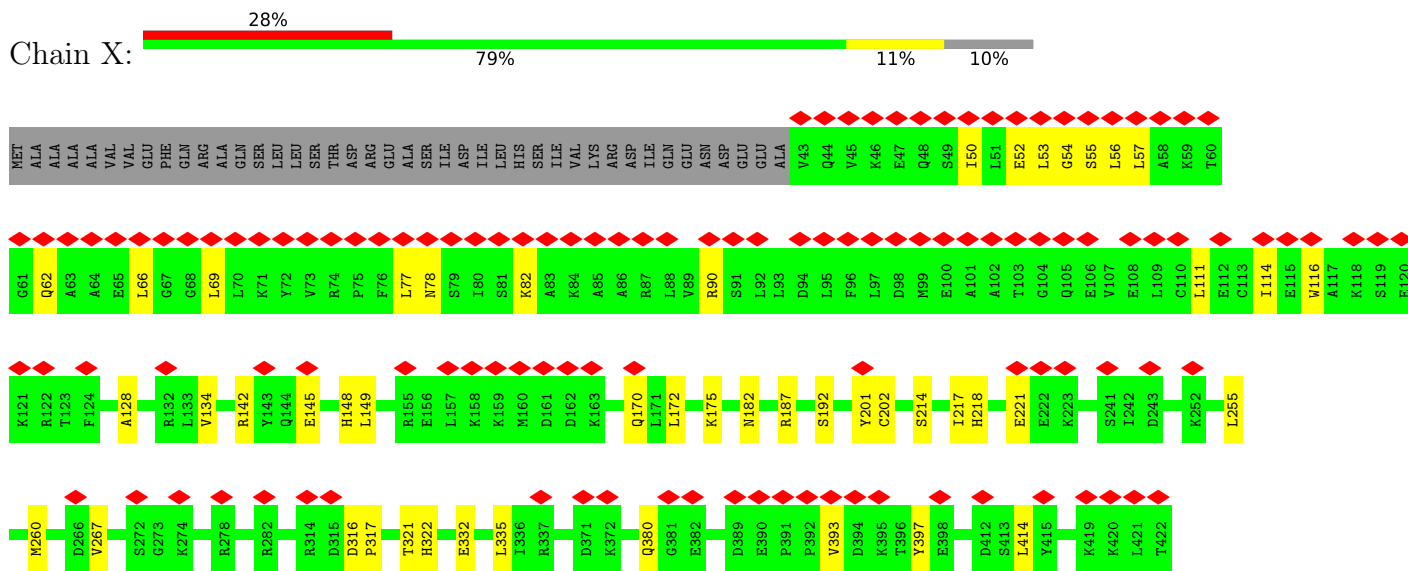 28%
Chain X:
79%
11%
10%
MET ALA ALA ALA ALA VAL VAL GLU PHE GLN ARG ALA GLN SER LEU LEU SER THR ASP ARG GLU ALA SER ILE ASP ILE LEU HIS SER ILE VAL LYS ARG ASP ILE GLN GLU ASN ASP GLU GLU ALA V43 Q44 V45 K46 E47 Q48 S49 I50 L51 E52 L53 G54 S55 L56 L57 A58 K59 T60
G61 Q62 A63 A64 E65 L66 G67 G68 L69 L70 K71 Y72 V73 R74 P75 F76 L77 N78 S79 I80 S81 K82 A83 K84 A85 A86 R87 L88 V89 R90 S91 L92 L93 D94 L95 F96 L97 D98 M99 E100 A101 A102 T103 G104 Q105 E106 V107 E108 L109 C110 L111 E112 C113 I114 E115 W116 A117 K118 S119 E120
K121 R122 T123 F124 A128 R132 L133 V134 R142 Y143 Q144 E145 H148 L149 R155 E156 L157 K158 K159 M160 D161 D162 K163 Q170 L171 L172 K175 N182 R187 S192 Y201 C202 S214 I217 H218 E221 E222 K223 S241 I242 D243 K252 L255
M260 D266 V267 S272 G273 K274 R278 R282 R314 D315 D316 P317 T321 H322 E332 L335 I336 R337 D371 K372 Q380 G381 E382 D389 E390 P391 P392 V393 D394 K395 T396 Y397 E398 D412 S413 L414 Y415 K419 K420 L421 T422